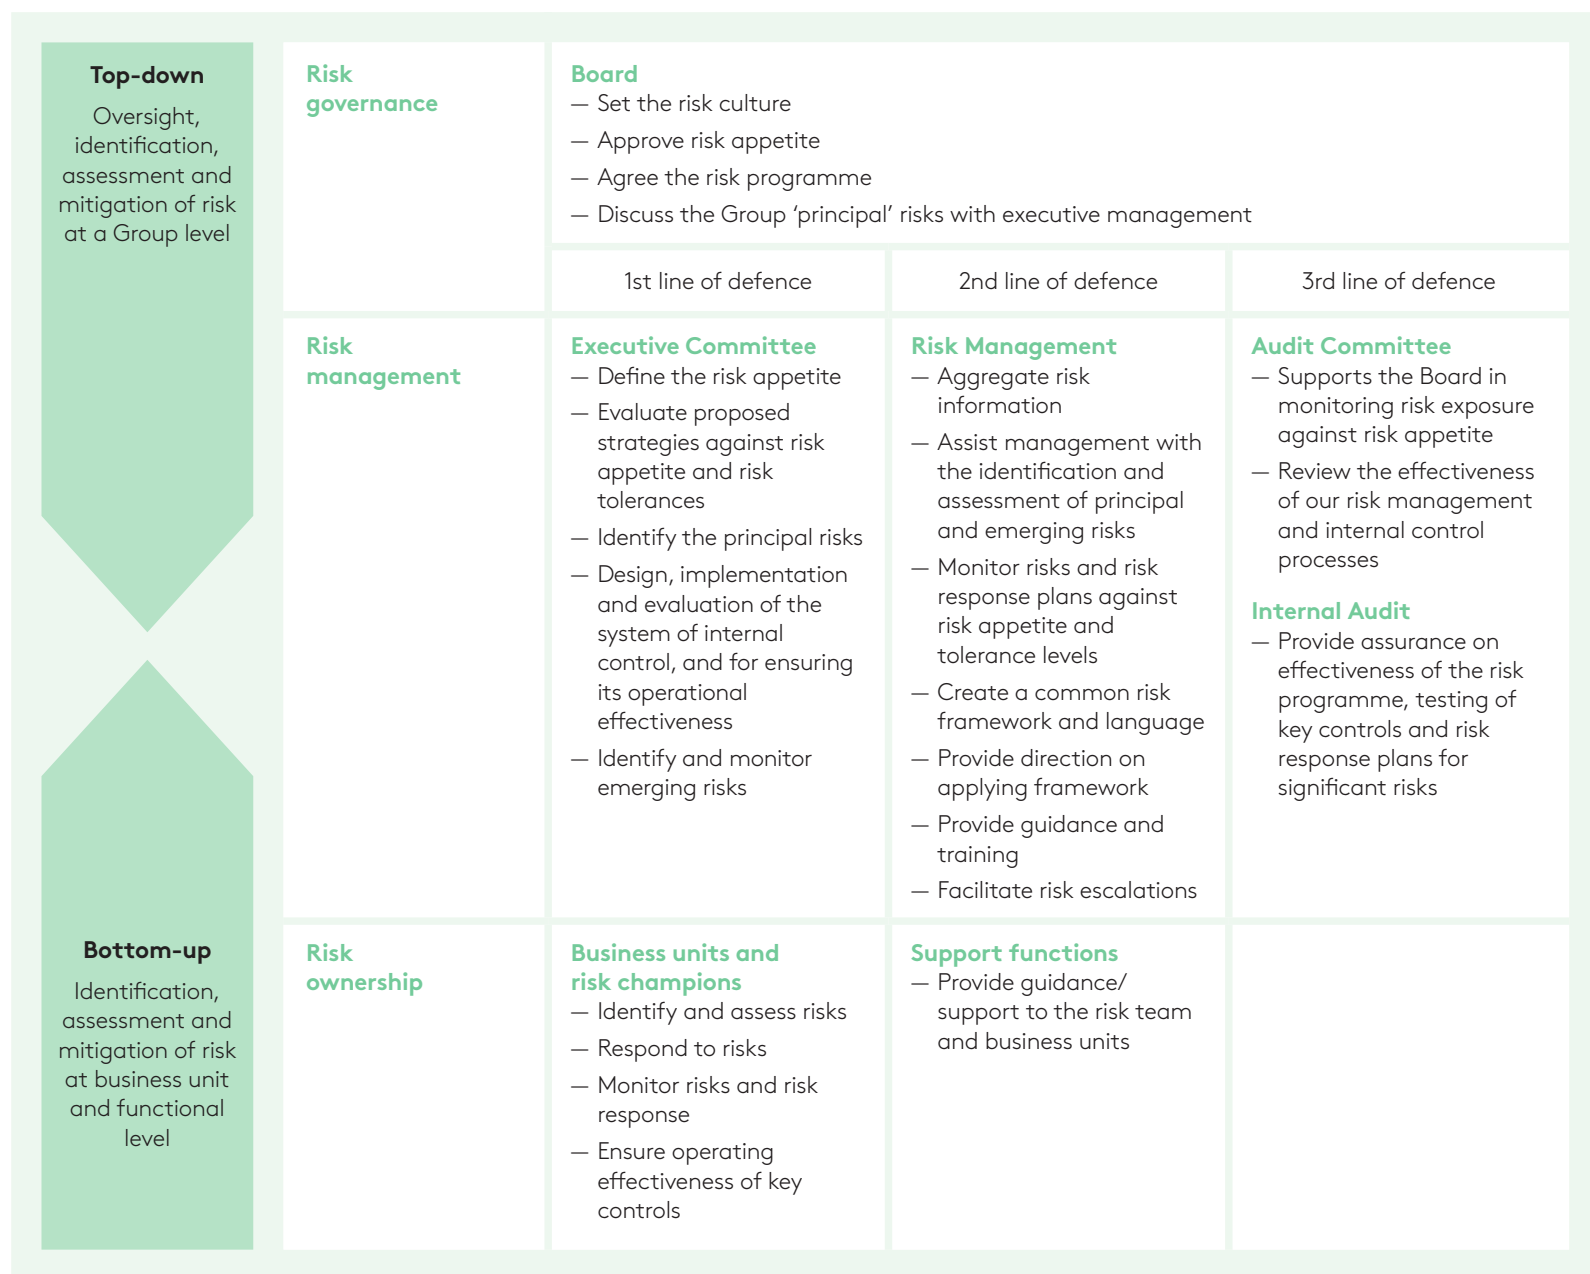 Top-down
Oversight,
identification,
assessment and
mitigation of risk
at a Group level
Risk
governance
Board
— Set the risk culture
— Approve risk appetite
— Agree the risk programme
— Discuss the Group ‘principal’ risks with executive management
1st line of defence
2nd line of defence
3rd line of defence
Risk
management
Executive Committee
— Define the risk appetite
— Evaluate proposed
strategies against risk
appetite and risk
tolerances
— Identify the principal risks
— Design, implementation
and evaluation of the
system of internal
control, and for ensuring
its operational
effectiveness
— Identify and monitor
emerging risks
Risk Management
— Aggregate risk
information
— Assist management with
the identification and
assessment of principal
and emerging risks
— Monitor risks and risk
response plans against
risk appetite and
tolerance levels
— Create a common risk
framework and language
— Provide direction on
applying framework
— Provide guidance and
training
— Facilitate risk escalations
Audit Committee
— Supports the Board in
monitoring risk exposure
against risk appetite
— Review the effectiveness
of our risk management
and internal control
processes
Internal Audit
— Provide assurance on
effectiveness of the risk
programme, testing of
key controls and risk
response plans for
significant risks
Bottom-up
Identification,
assessment and
mitigation of risk
at business unit
and functional
level
Risk
ownership
Business units and
risk champions
— Identify and assess risks
— Respond to risks
— Monitor risks and risk
response
— Ensure operating
effectiveness of key
controls
Support functions
— Provide guidance/
support to the risk team
and business units